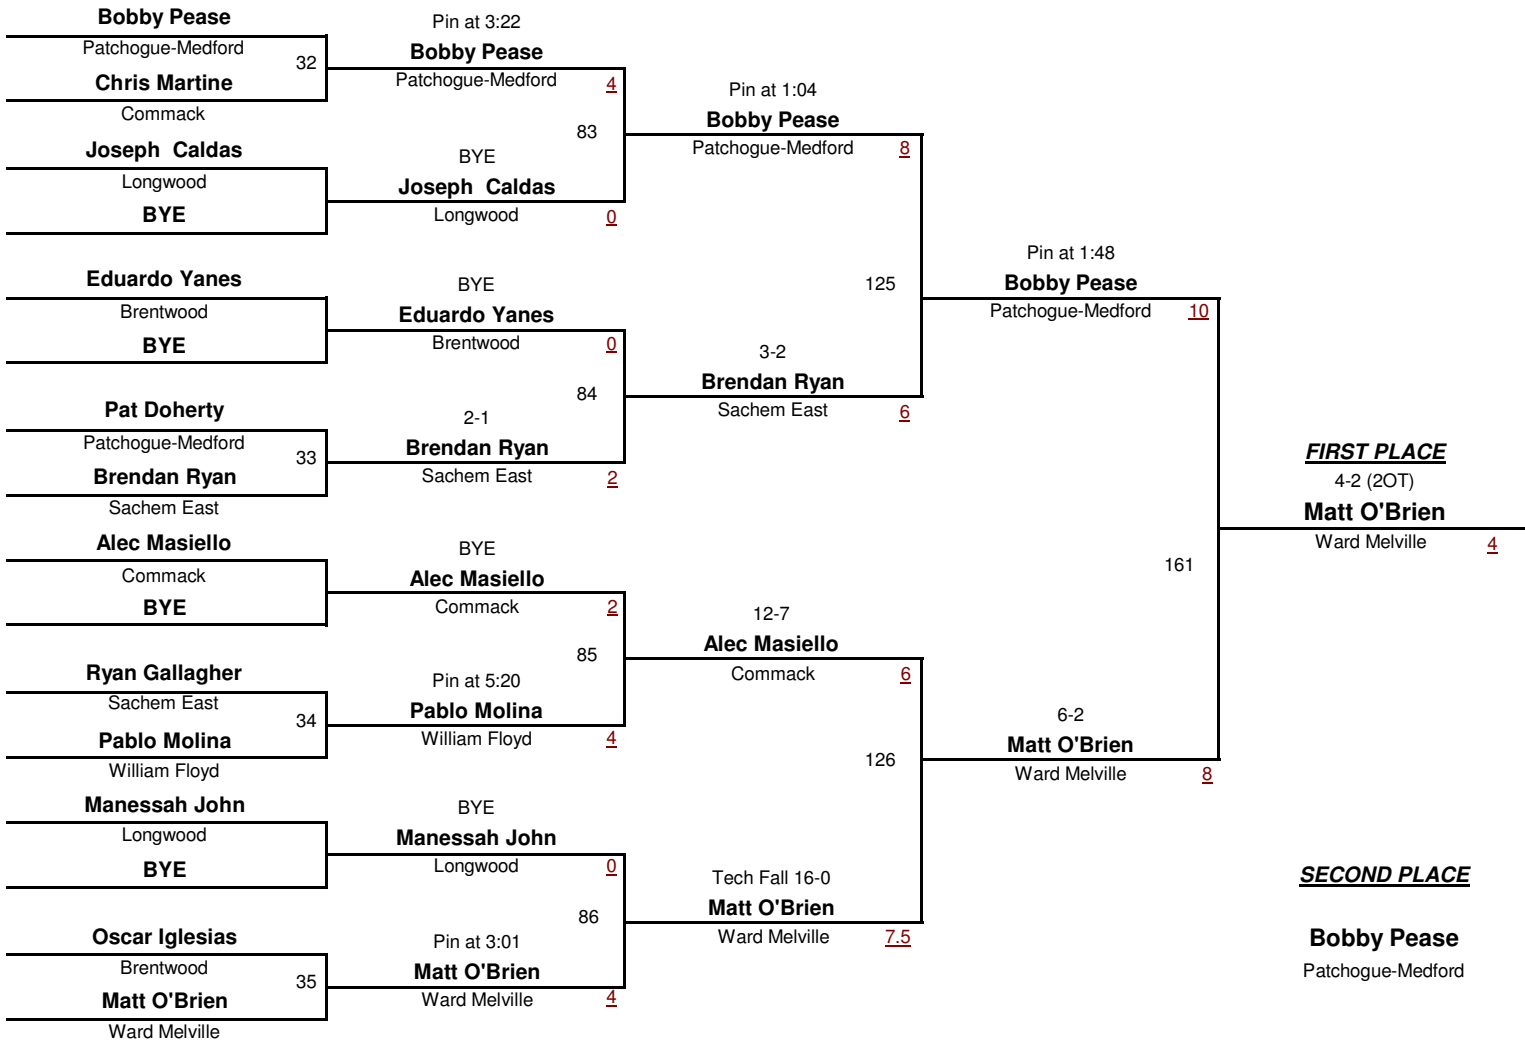 Bobby Pease
Patchogue-Medford
32
Chris Martine
Commack
Joseph  Caldas
Longwood
BYE
Eduardo Yanes
Brentwood
BYE
Pat Doherty
Patchogue-Medford
33
Brendan Ryan
Sachem East
Alec Masiello
Commack
BYE
Ryan Gallagher
Sachem East
34
Pablo Molina
William Floyd
Manessah John
Longwood
BYE
Oscar Iglesias
Brentwood
35
Matt O'Brien
Ward Melville
Pin at 3:22
Bobby Pease
Patchogue-Medford
4
83
BYE
Joseph  Caldas
Longwood
0
BYE
Eduardo Yanes
Brentwood
0
84
2-1
Brendan Ryan
Sachem East
2
BYE
Alec Masiello
Commack
2
85
Pin at 5:20
Pablo Molina
William Floyd
4
BYE
Manessah John
Longwood
0
86
Pin at 3:01
Matt O'Brien
Ward Melville
4
Pin at 1:04
Bobby Pease
Patchogue-Medford
8
125
3-2
Brendan Ryan
Sachem East
6
12-7
Alec Masiello
Commack
6
126
Tech Fall 16-0
Matt O'Brien
Ward Melville
7.5
Pin at 1:48
Bobby Pease
Patchogue-Medford
10
161
6-2
Matt O'Brien
Ward Melville
8
FIRST PLACE
4-2 (2OT)
Matt O'Brien
Ward Melville
4
SECOND PLACE
Bobby Pease
Patchogue-Medford